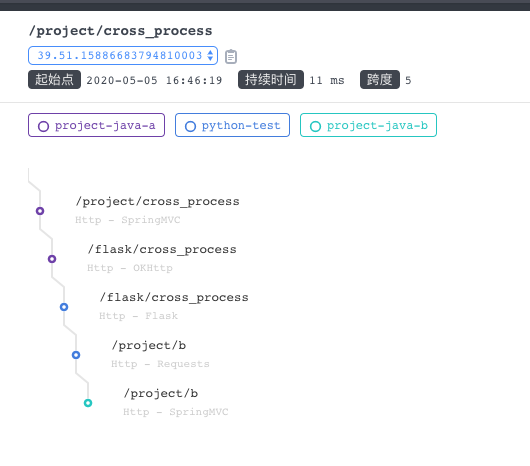 /project/cross_process
39.51.15886683794810003
起始点 2020-05-05 16:46:19 持续时间 11 ms 跨度 5
project-java-a python-test project-java-b
/project/cross_process
Http - SpringMVC
/flask/cross_process
Http - OKHttp
/flask/cross_process
Http - Flask
/project/b
Http - Requests
/project/b
Http - SpringMVC